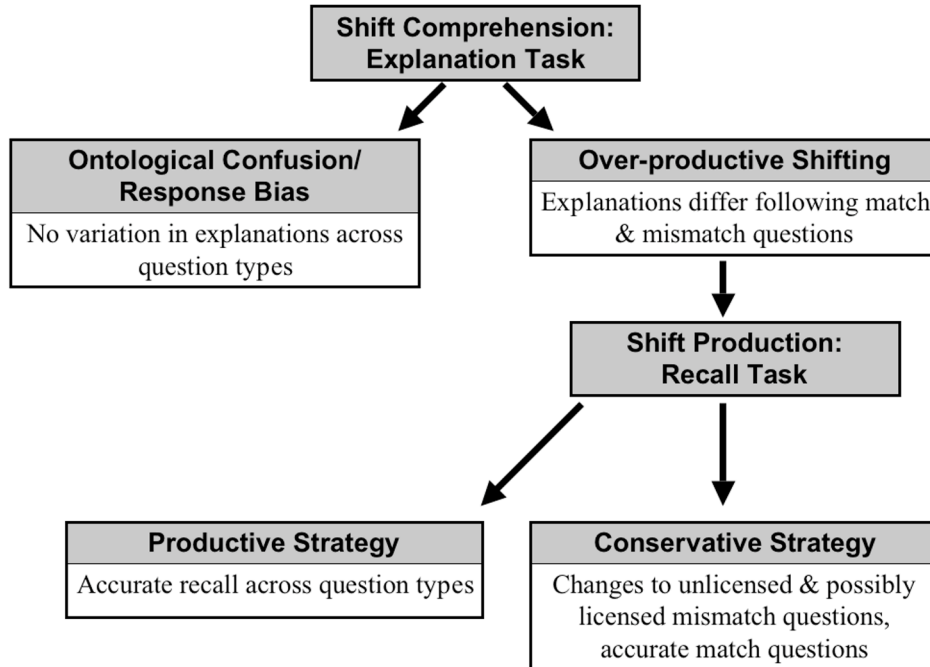 Shift Comprehension:
Explanation Task
Ontological Confusion/
Response Bias
No variation in explanations across
question types
Over-productive Shifting
Explanations differ following match
& mismatch questions
Shift Production:
Recall Task
Productive Strategy
Accurate recall across question types
Conservative Strategy
Changes to unlicensed & possibly
licensed mismatch questions,
accurate match questions